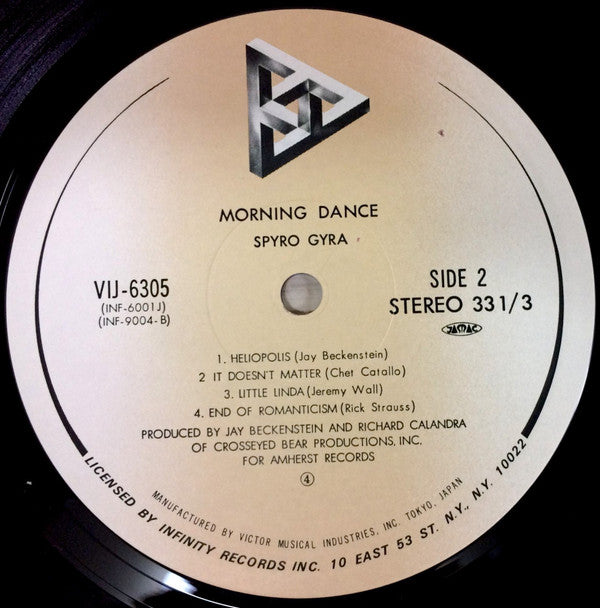 MORNING DANCE
SPYRO GYRA
VIJ-6305
(INF-6001J)
(INF-9004-B)
SIDE 2
STEREO 33 1/3
JASRAC
1. HELIOPOLIS (Jay Beckenstein)
2 IT DOESN'T MATTER (Chet Catallo)
3. LITTLE LINDA (Jeremy Wall)
4. END OF ROMANTICISM (Rick Strauss)
PRODUCED BY JAY BECKENSTEIN AND RICHARD CALANDRA
OF CROSSEYED BEAR PRODUCTIONS, INC.
FOR AMHERST RECORDS
④
MANUFACTURED BY VICTOR MUSICAL INDUSTRIES, INC. TOKYO, JAPAN
LICENSED BY INFINITY RECORDS INC. 10 EAST 53 ST. N.Y., N.Y. 10022